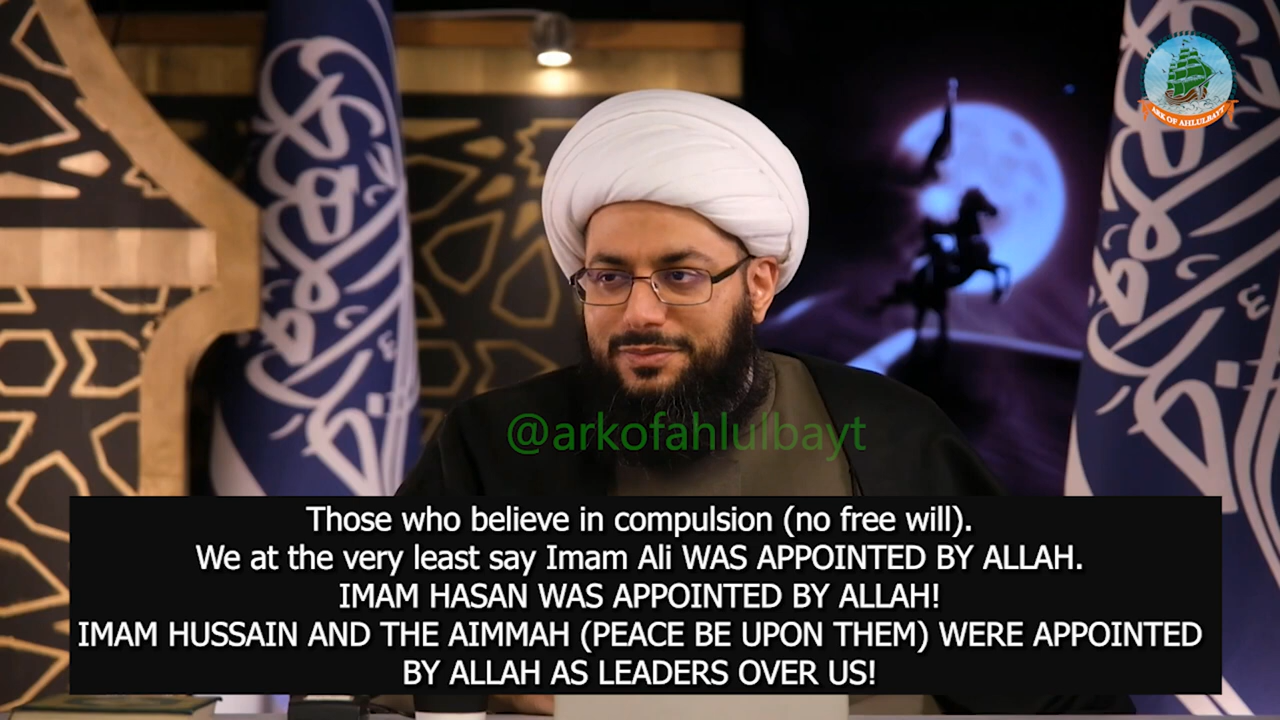 ARK OF AHLULBAYT
@arkofahlulbayt
Those who believe in compulsion (no free will).
We at the very least say Imam Ali WAS APPOINTED BY ALLAH.
IMAM HASAN WAS APPOINTED BY ALLAH!
IMAM HUSSAIN AND THE AIMMAH (PEACE BE UPON THEM) WERE APPOINTED
BY ALLAH AS LEADERS OVER US!